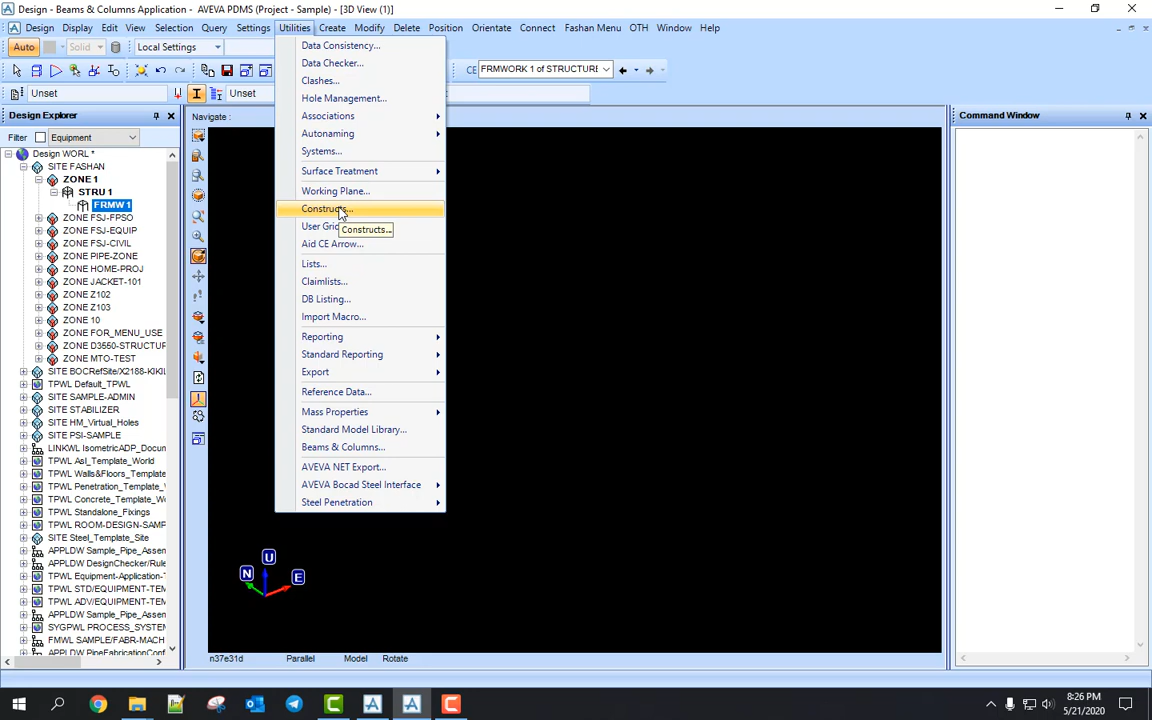 Design - Beams & Columns Application - AVEVA PDMS (Project - Sample) - [3D View (1)]
Design Display Edit View Selection Query Settings Utilities Create Modify Delete Position Orientate Connect Fashan Menu OTH Window Help
Auto Solid Local Settings
CE FRMWORK 1 of STRUCTURE
Unset Unset
Design Explorer
Filter Equipment
Design WORL *
SITE FASHAN
ZONE 1
STRU 1
FRMW 1
ZONE FSJ-FPSO
ZONE FSJ-EQUIP
ZONE FSJ-CIVIL
ZONE PIPE-ZONE
ZONE HOME-PROJ
ZONE JACKET-101
ZONE Z102
ZONE Z103
ZONE 10
ZONE FOR_MENU_USE
ZONE D3550-STRUCTUR
ZONE MTO-TEST
SITE BOCRefSite/X2188-KIKIL
TPWL Default_TPWL
SITE SAMPLE-ADMIN
SITE STABILIZER
SITE HM_Virtual_Holes
SITE PSI-SAMPLE
LINKWL IsometricADP_Docum
TPWL Asl_Template_World
TPWL Walls&Floors_Template
TPWL Penetration_Template_W
TPWL Concrete_Template_Wo
TPWL Standalone_Fixings
TPWL ROOM-DESIGN-SAMP
SITE Steel_Template_Site
APPLDW Sample_Pipe_Assem
APPLDW DesignChecker/Rule
TPWL Equipment-Application-T
TPWL STD/EQUIPMENT-TEM
TPWL ADV/EQUIPMENT-TEM
APPLDW Sample_Pipe_Assem
SYGPWL PROCESS_SYSTEM
FMWL SAMPLE/FABR-MACH
APPLDW PipeFabricationConf
Navigate :
Data Consistency...
Data Checker...
Clashes...
Hole Management...
Associations
Autonaming
Systems...
Surface Treatment
Working Plane...
Constructs...
User Grid
Constructs...
Aid CE Arrow...
Lists...
Claimlists...
DB Listing...
Import Macro...
Reporting
Standard Reporting
Export
Reference Data...
Mass Properties
Standard Model Library...
Beams & Columns...
AVEVA NET Export...
AVEVA Bocad Steel Interface
Steel Penetration
U
N E
n37e31d Parallel Model Rotate
Command Window
8:26 PM
5/21/2020